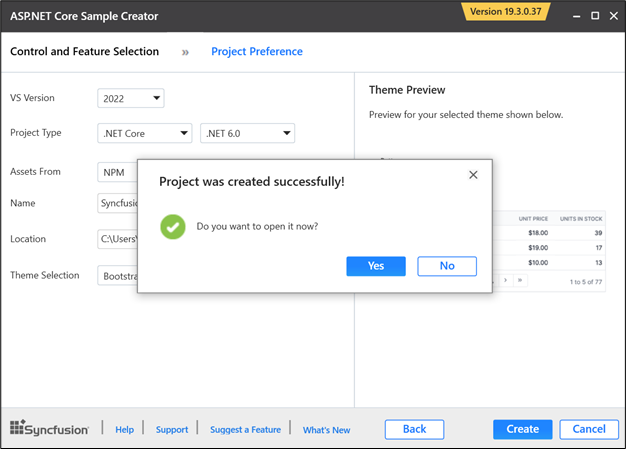 ASP.NET Core Sample Creator
Version 19.3.0.37
Control and Feature Selection » Project Preference
VS Version 2022
Project Type .NET Core .NET 6.0
Assets From NPM
Name
Location C:\Users\
Theme Selection
Theme Preview
Preview for your selected theme shown below.
UNIT PRICE UNITS IN STOCK
$18.00 39
$19.00 17
$10.00 13
1 to 5 of 77
Project was created successfully!
Do you want to open it now?
Yes No
Syncfusion Help Support Suggest a Feature What's New Back Create Cancel